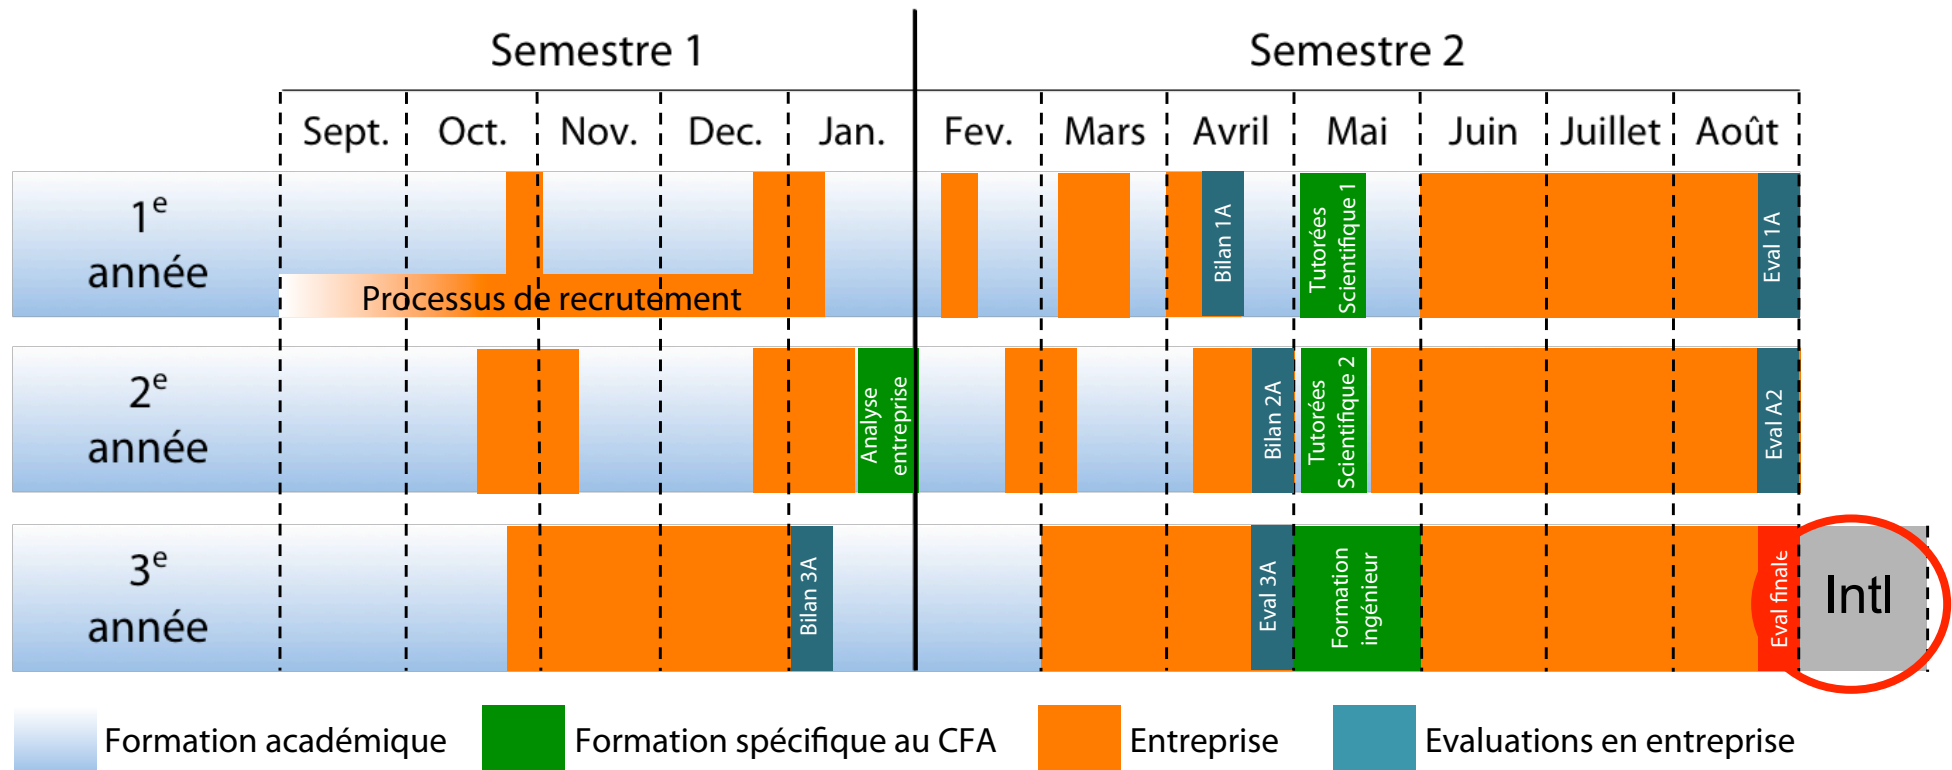 Semestre 1
Semestre 2
Sept.
Oct.
Nov.
Dec.
Jan.
Fev.
Mars
Avril
Mai
Juin
Juillet
Août
1e
année
Processus de recrutement
Bilan 1A
Tutorées
Scientifique 1
Eval 1A
2e
année
Analyse
entreprise
Bilan 2A
Tutorées
Scientifique 2
Eval A2
3e
année
Bilan 3A
Eval 3A
Formation
ingénieur
Eval finale
Intl
Formation académique
Formation spécifique au CFA
Entreprise
Evaluations en entreprise